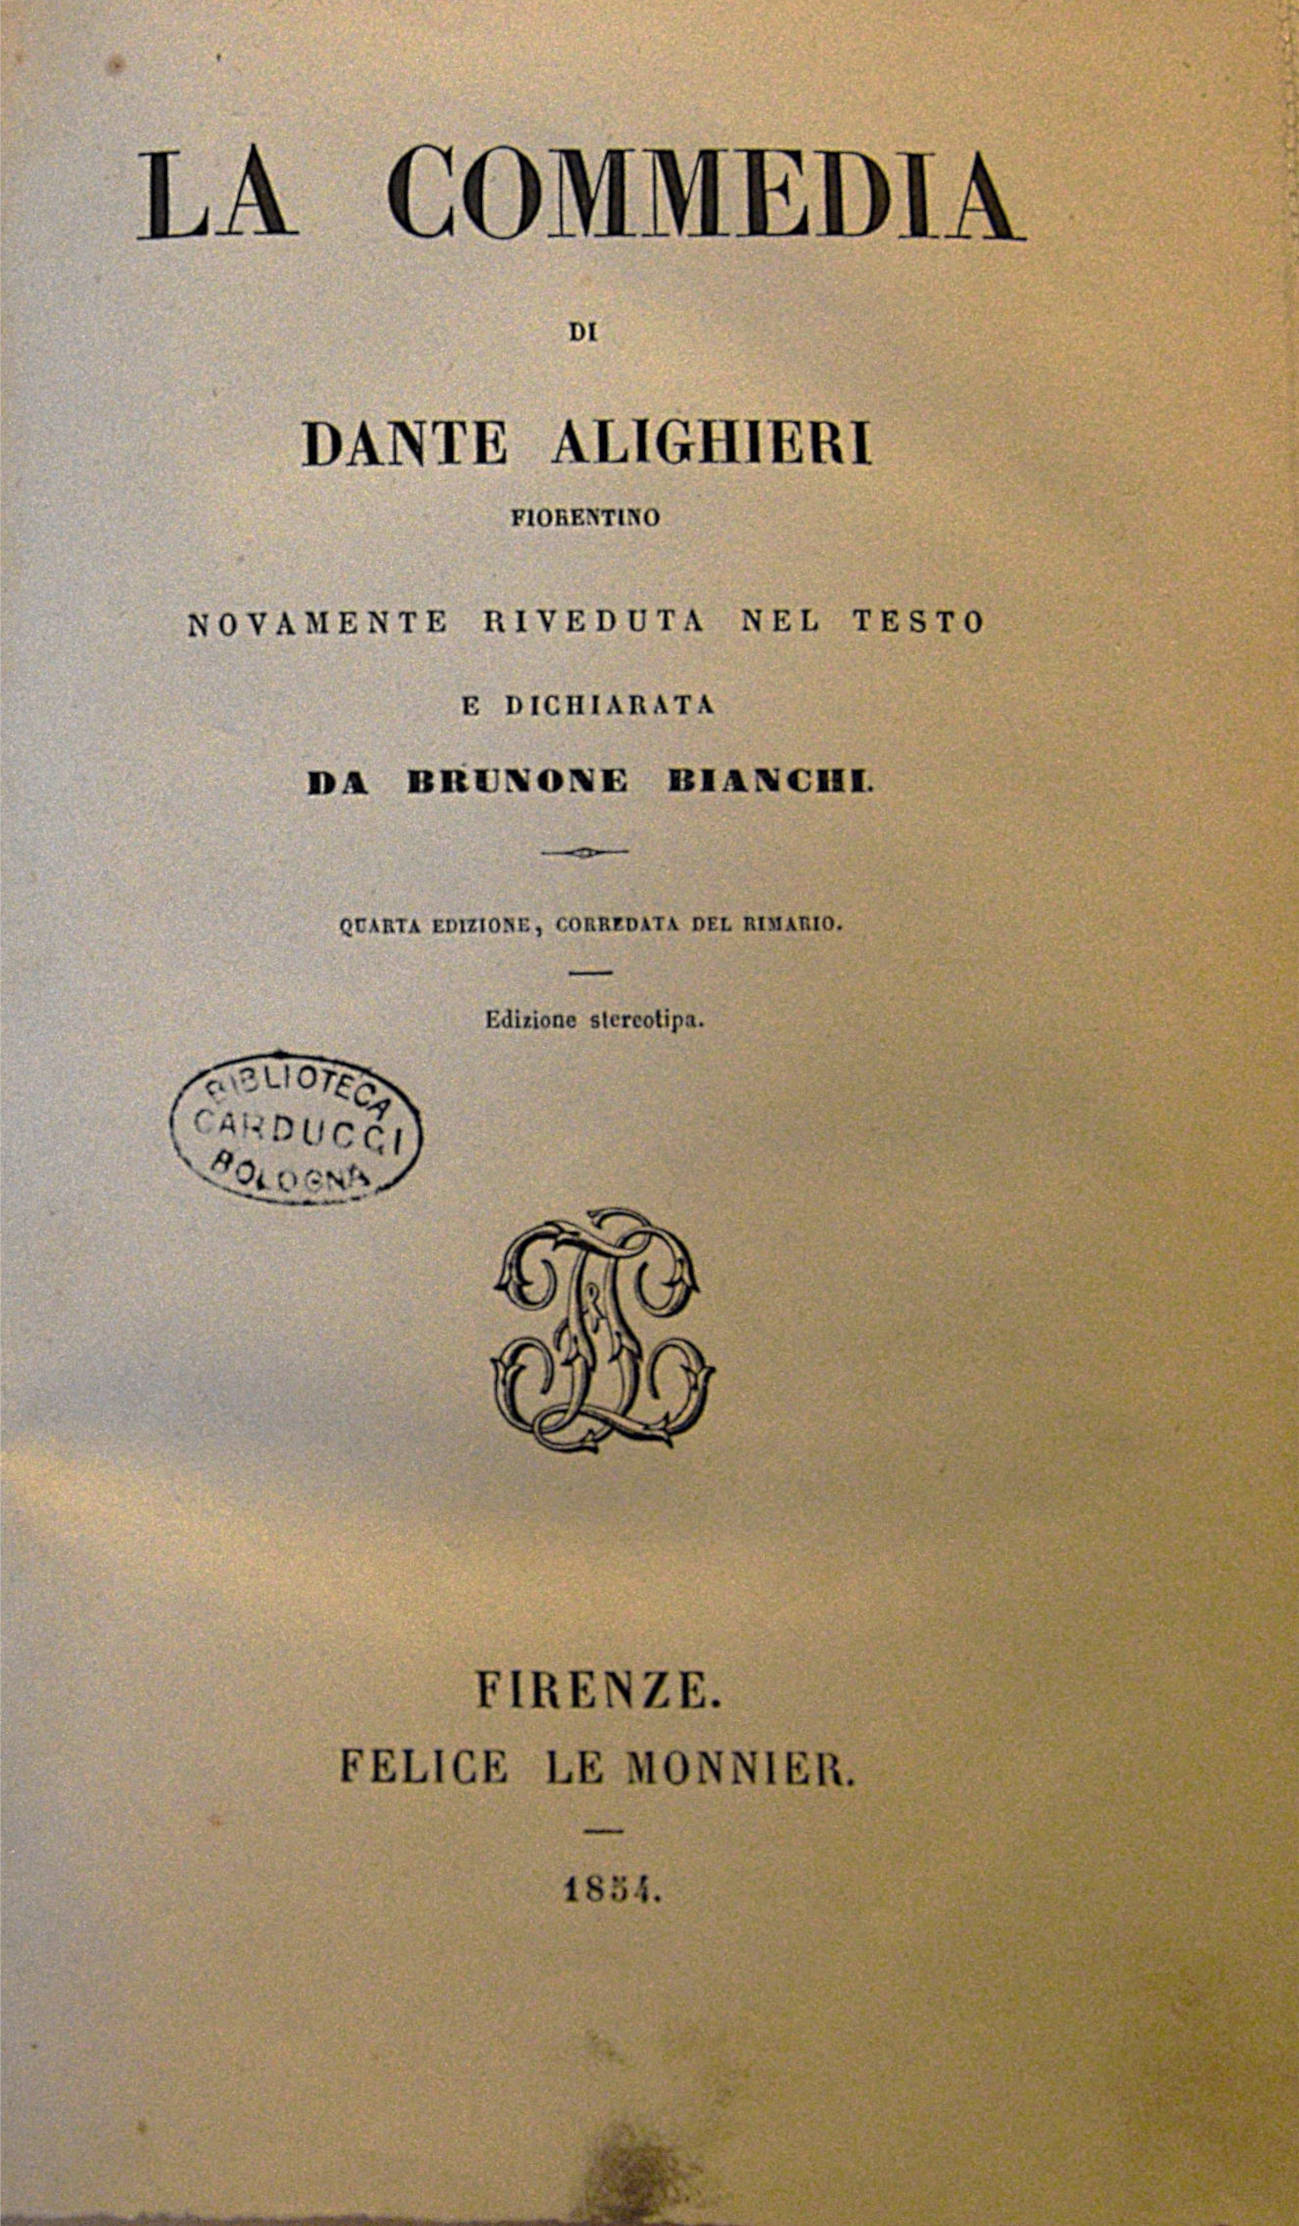 LA COMMEDIA
DI
DANTE ALIGHIERI
FIORENTINO
NOVAMENTE RIVEDUTA NEL TESTO
E DICHIARATA
DA BRUNONE BIANCHI.
QUARTA EDIZIONE, CORREDATA DEL RIMARIO.
Edizione stereotipa.
BIBLIOTECA
CARDUCCI
BOLOGNA
FIRENZE.
FELICE LE MONNIER.
1854.